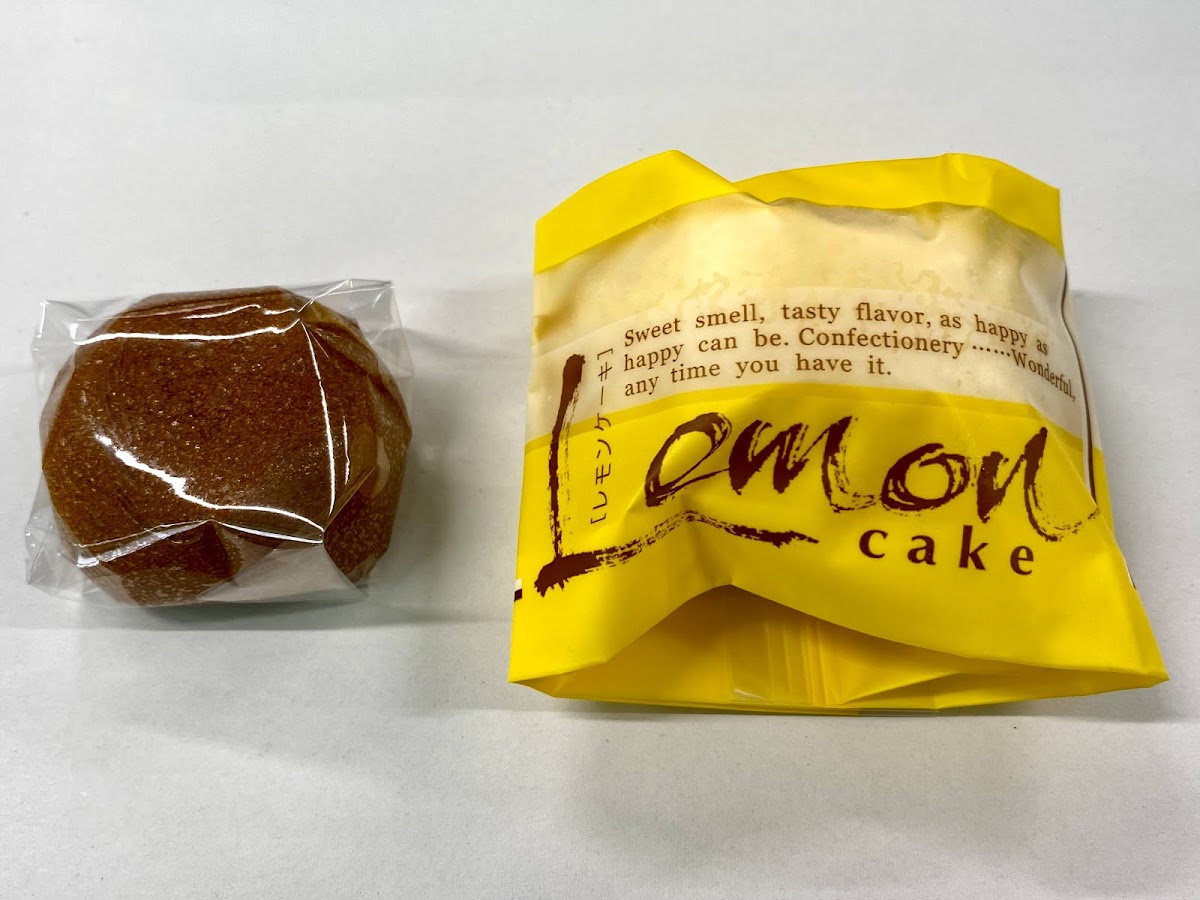 Sweet smell, tasty flavor, as happy as
happy can be. Confectionery ……Wonderful,
any time you have it.
[レモンケーキ]
Lemon
cake